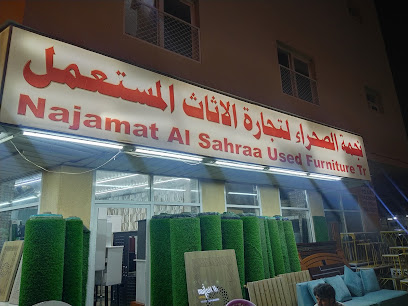 نجمة الصحراء لتجارة الاثاث المستعمل
Najamat Al Sahraa Used Furniture Tr